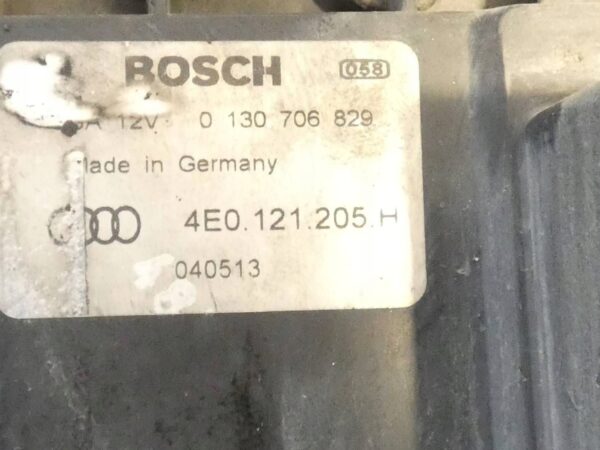 BOSCH 058
A 12V 0 130 706 829
Made in Germany
4E0.121.205.H
040513